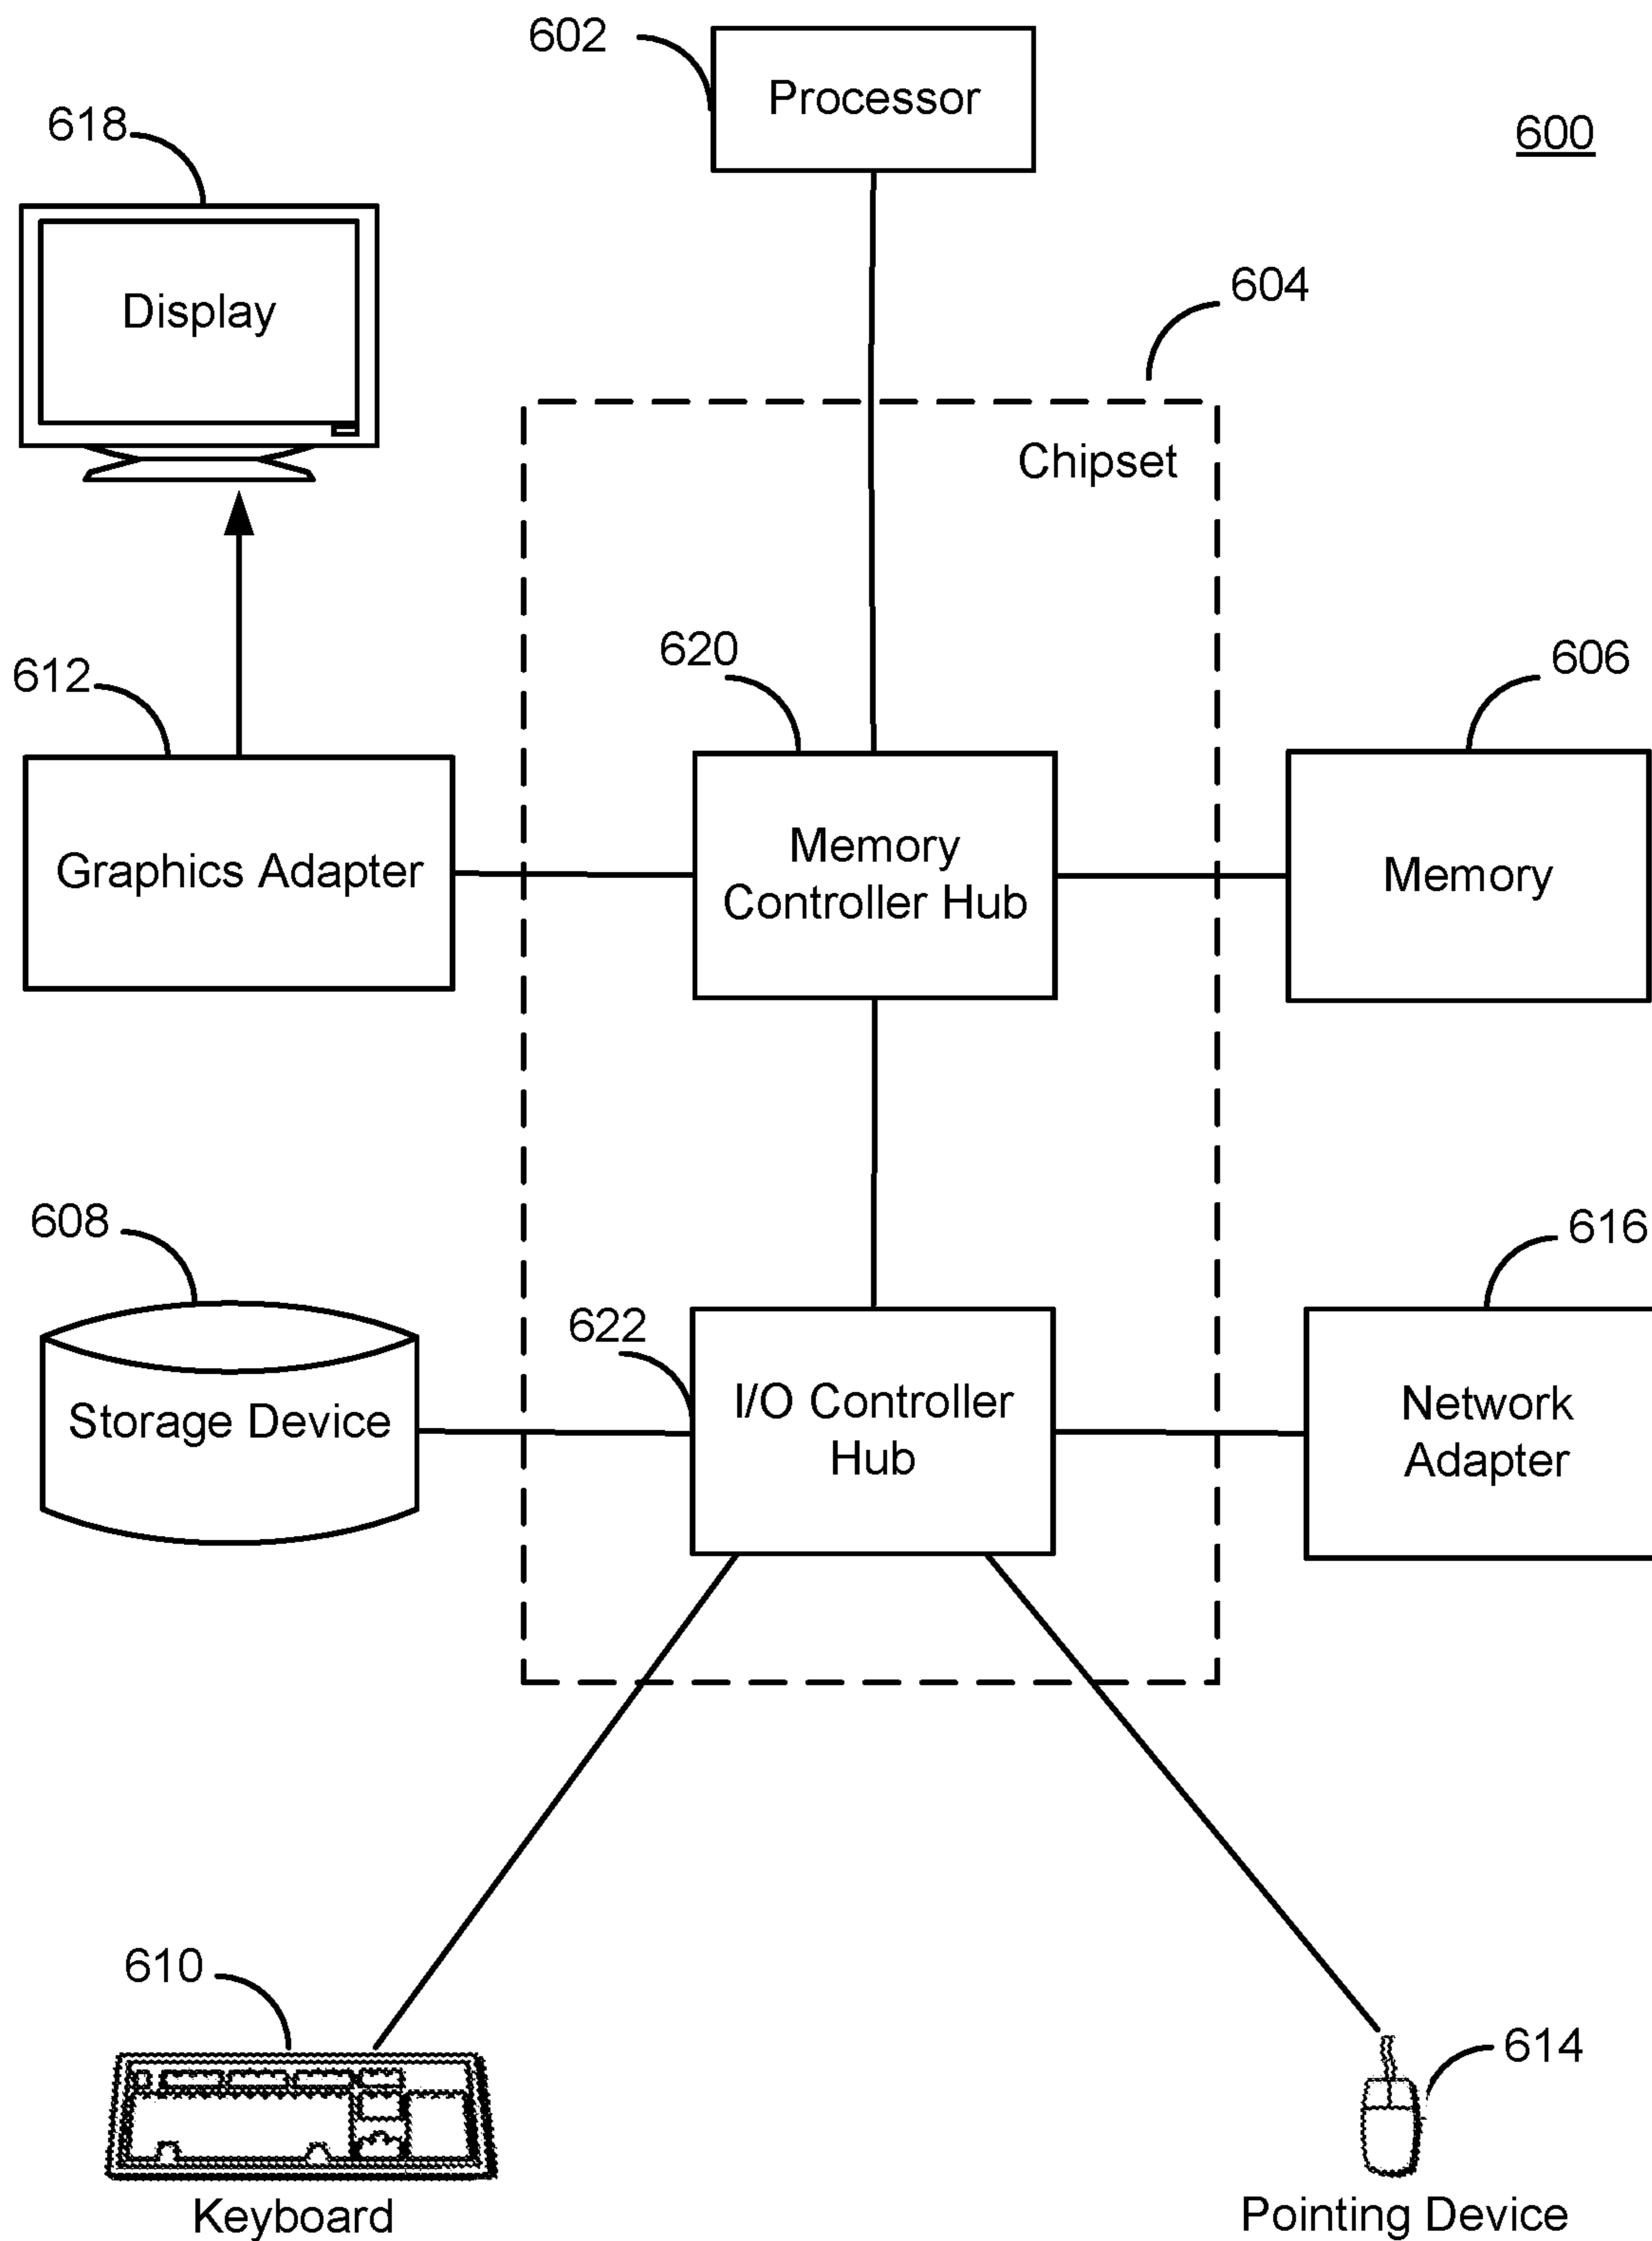 602
Processor
618
600
Display
604
Chipset
620
606
612
Memory
Controller Hub
Graphics Adapter
Memory
608
616
622
I/O Controller
Hub
Storage Device
Network
Adapter
610
614
Keyboard
Pointing Device